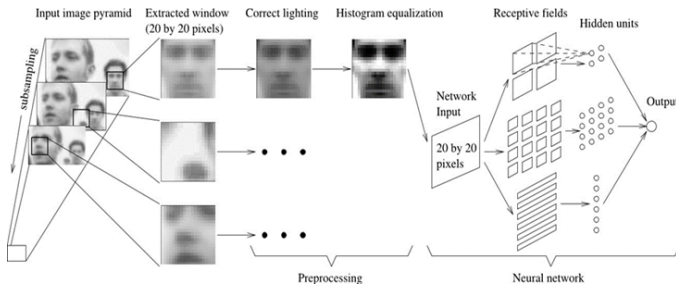 Input image pyramid
Extracted window
(20 by 20 pixels)
Correct lighting
Histogram equalization
Receptive fields
Hidden units
subsampling
Network
Input
20 by 20
pixels
Output
Preprocessing
Neural network